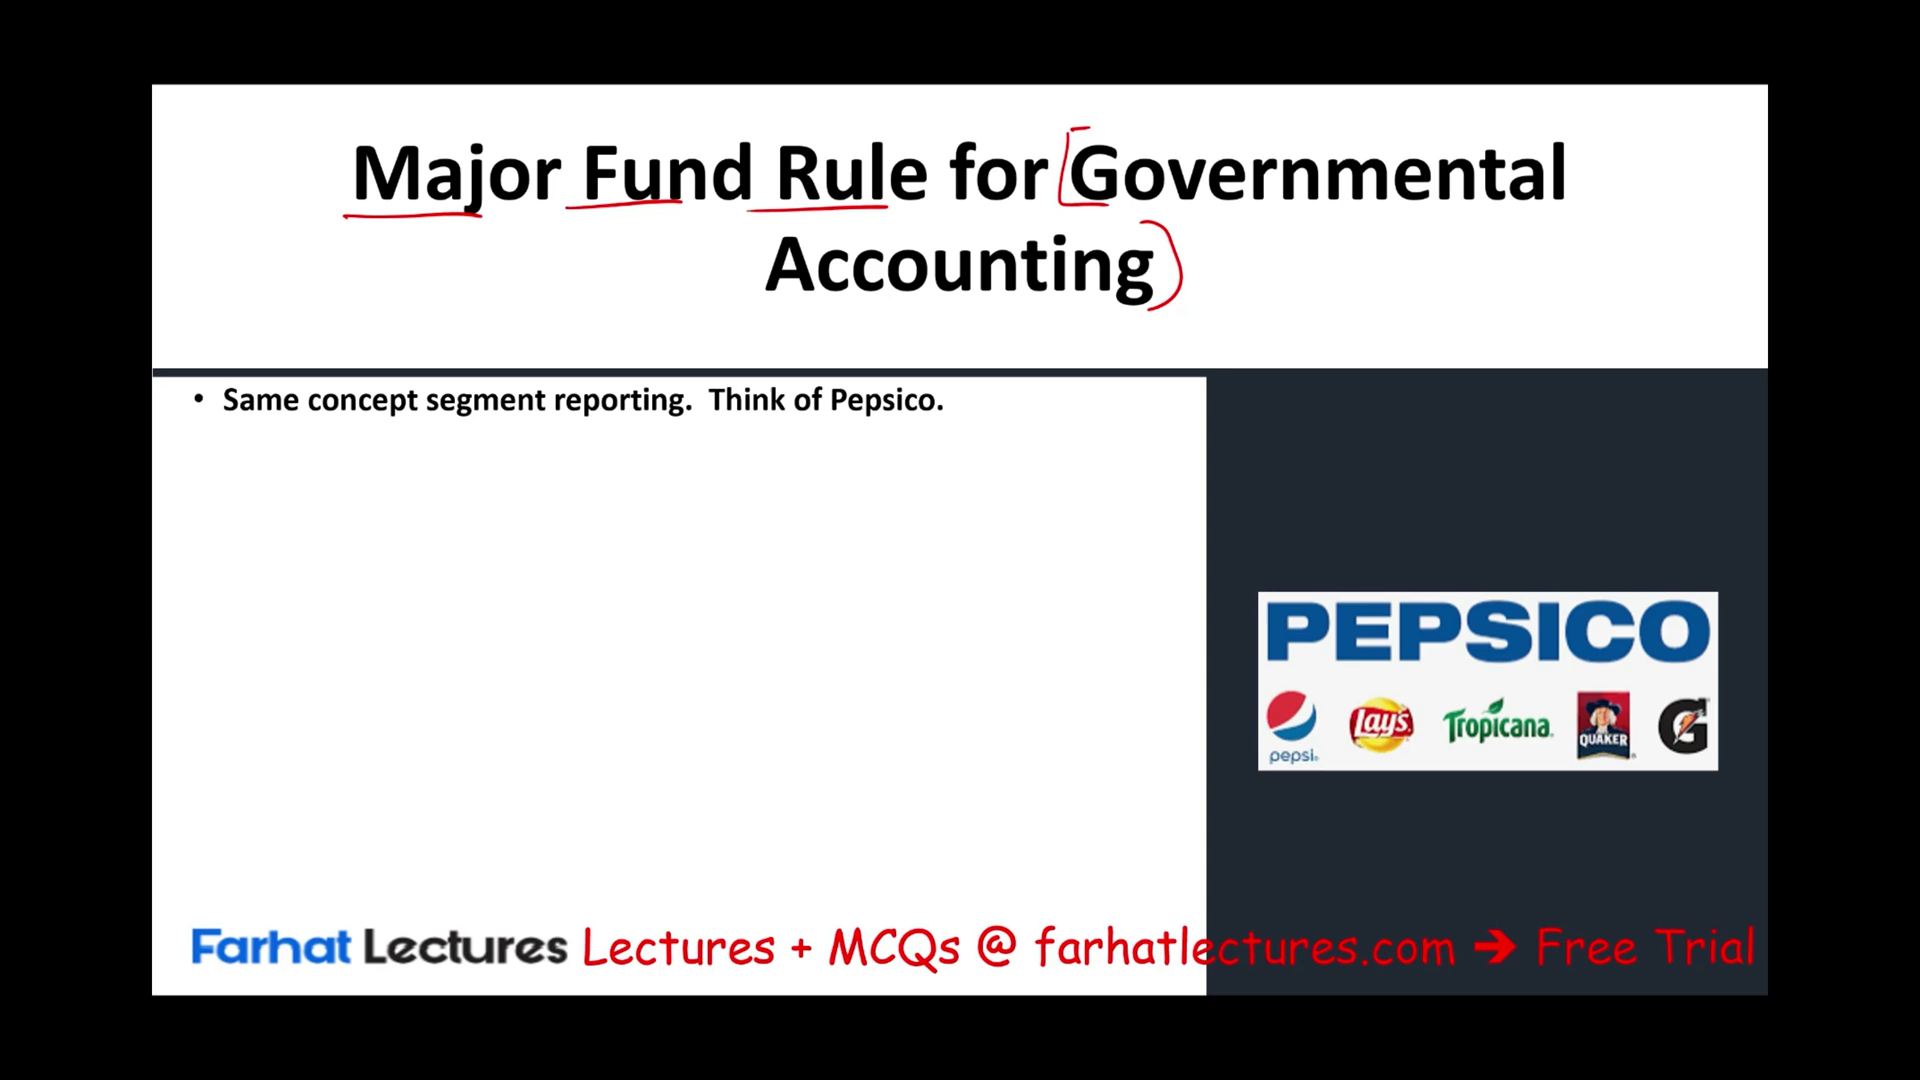 Major Fund Rule for Governmental
Accounting
• Same concept segment reporting. Think of Pepsico.
PEPSICO
pepsi
Lay's
Tropicana
QUAKER
G
Farhat Lectures Lectures + MCQs @ farhatlectures.com ➔ Free Trial